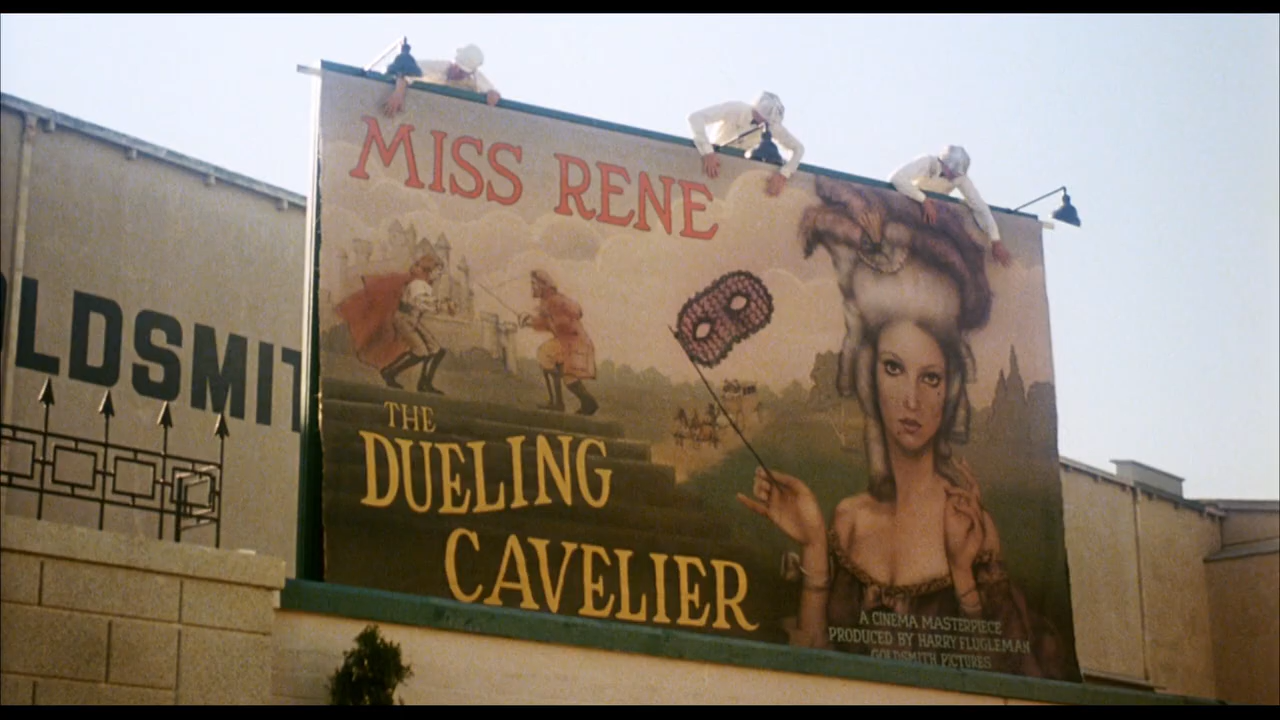 MISS RENE
OLDSMIT
THE
DUELING
CAVELIER
A CINEMA MASTERPIECE
PRODUCED BY HARRY FLUGLEMAN
GOLDSMITH PICTURES